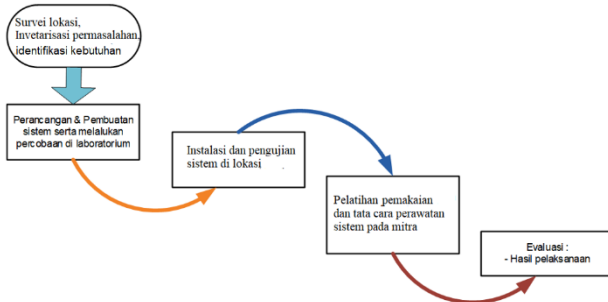 Survei lokasi,
Invetarisasi permasalahan,
identifikasi kebutuhan
Perancangan & Pembuatan
sistem serta melalukan
percobaan di laboratorium
Instalasi dan pengujian
sistem di lokasi
Pelatihan pemakaian
dan tata cara perawatan
sistem pada mitra
Evaluasi :
- Hasil pelaksanaan